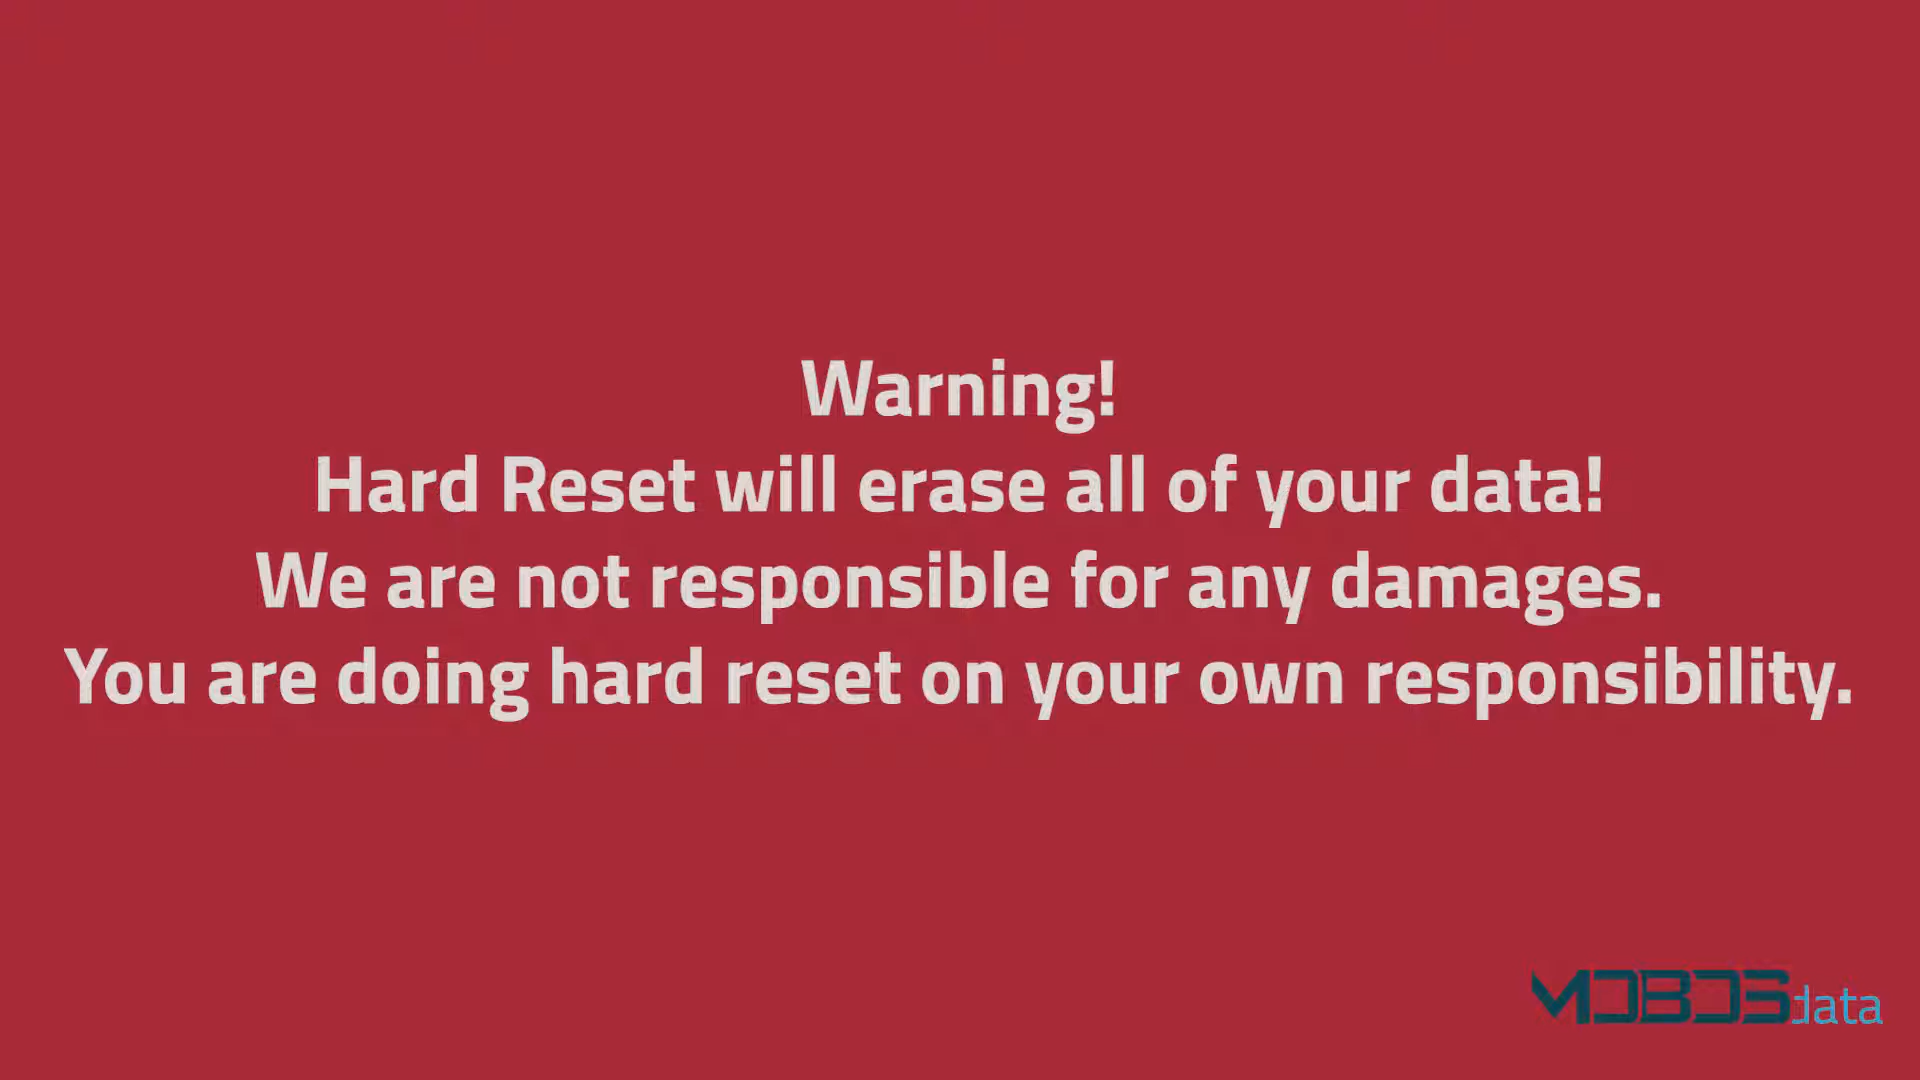 Warning!
Hard Reset will erase all of your data!
We are not responsible for any damages.
You are doing hard reset on your own responsibility.
MOBOSdata